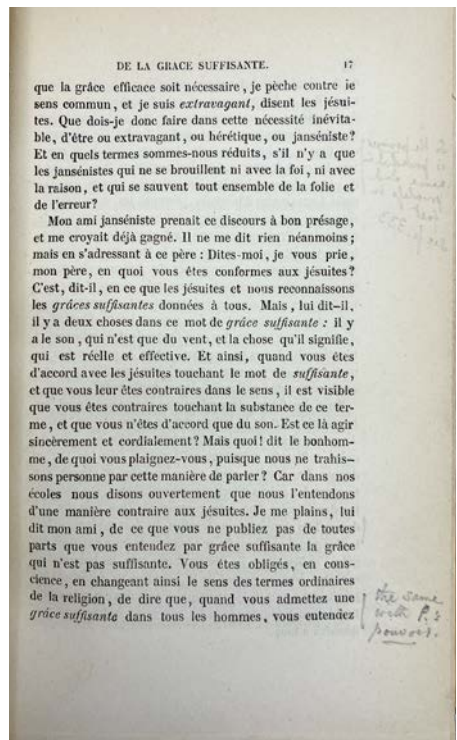 DE LA GRACE SUFFISANTE. 17
que la grâce efficace soit nécessaire, je pèche contre le
sens commun, et je suis extravagant, disent les jésui-
tes. Que dois-je donc faire dans cette nécessité inévita-
ble, d'être ou extravagant, ou hérétique, ou janséniste?
Et en quels termes sommes-nous réduits, s'il n'y a que
les jansénistes qui ne se brouillent ni avec la foi, ni avec
la raison, et qui se sauvent tout ensemble de la folie et
de l'erreur?
Mon ami janséniste prenait ce discours à bon présage,
et me croyait déjà gagné. Il ne me dit rien néanmoins;
mais en s'adressant à ce père : Dites-moi, je vous prie,
mon père, en quoi vous êtes conformes aux jésuites?
C'est, dit-il, en ce que les jésuites et nous reconnaissons
les grâces suffisantes données à tous. Mais, lui dit-il,
il y a deux choses dans ce mot de grâce suffisante : il y
a le son, qui n'est que du vent, et la chose qu'il signifie,
qui est réelle et effective. Et ainsi, quand vous êtes
d'accord avec les jésuites touchant le mot de suffisante,
et que vous leur êtes contraires dans le sens, il est visible
que vous êtes contraires touchant la substance de ce ter-
me, et que vous n'êtes d'accord que du son. Est ce là agir
sincèrement et cordialement? Mais quoi! dit le bonhom-
me, de quoi vous plaignez-vous, puisque nous ne trahis-
sons personne par cette manière de parler? Car dans nos
écoles nous disons ouvertement que nous l'entendons
d'une manière contraire aux jésuites. Je me plains, lui
dit mon ami, de ce que vous ne publiez pas de toutes
parts que vous entendez par grâce suffisante la grâce
qui n'est pas suffisante. Vous êtes obligés, en cons-
cience, en changeant ainsi le sens des termes ordinaires
de la religion, de dire que, quand vous admettez une
grâce suffisante dans tous les hommes, vous entendez
the same
with P.s
pouvoir.